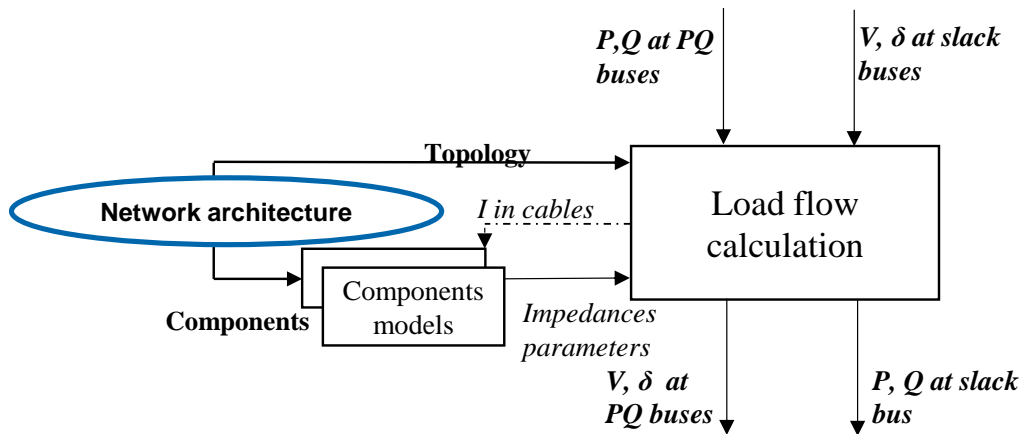 P,Q at PQ
buses
V, δ at slack
buses
Topology
Network architecture
I in cables
Load flow
calculation
Components
models
Components
Impedances
parameters
V, δ at
PQ buses
P, Q at slack
bus